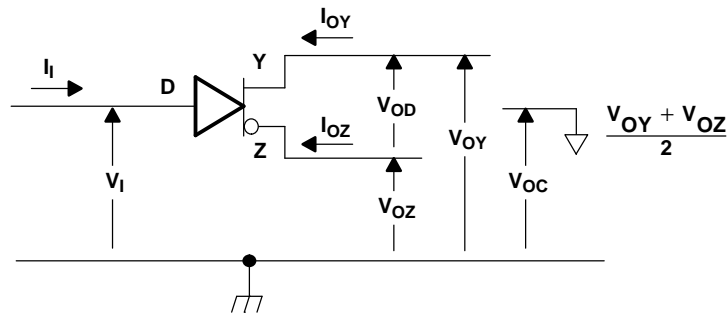 I_OY
I_I
D
Y
V_OD
I_OZ
Z
V_OY
V_OY + V_OZ
2
V_I
V_OZ
V_OC